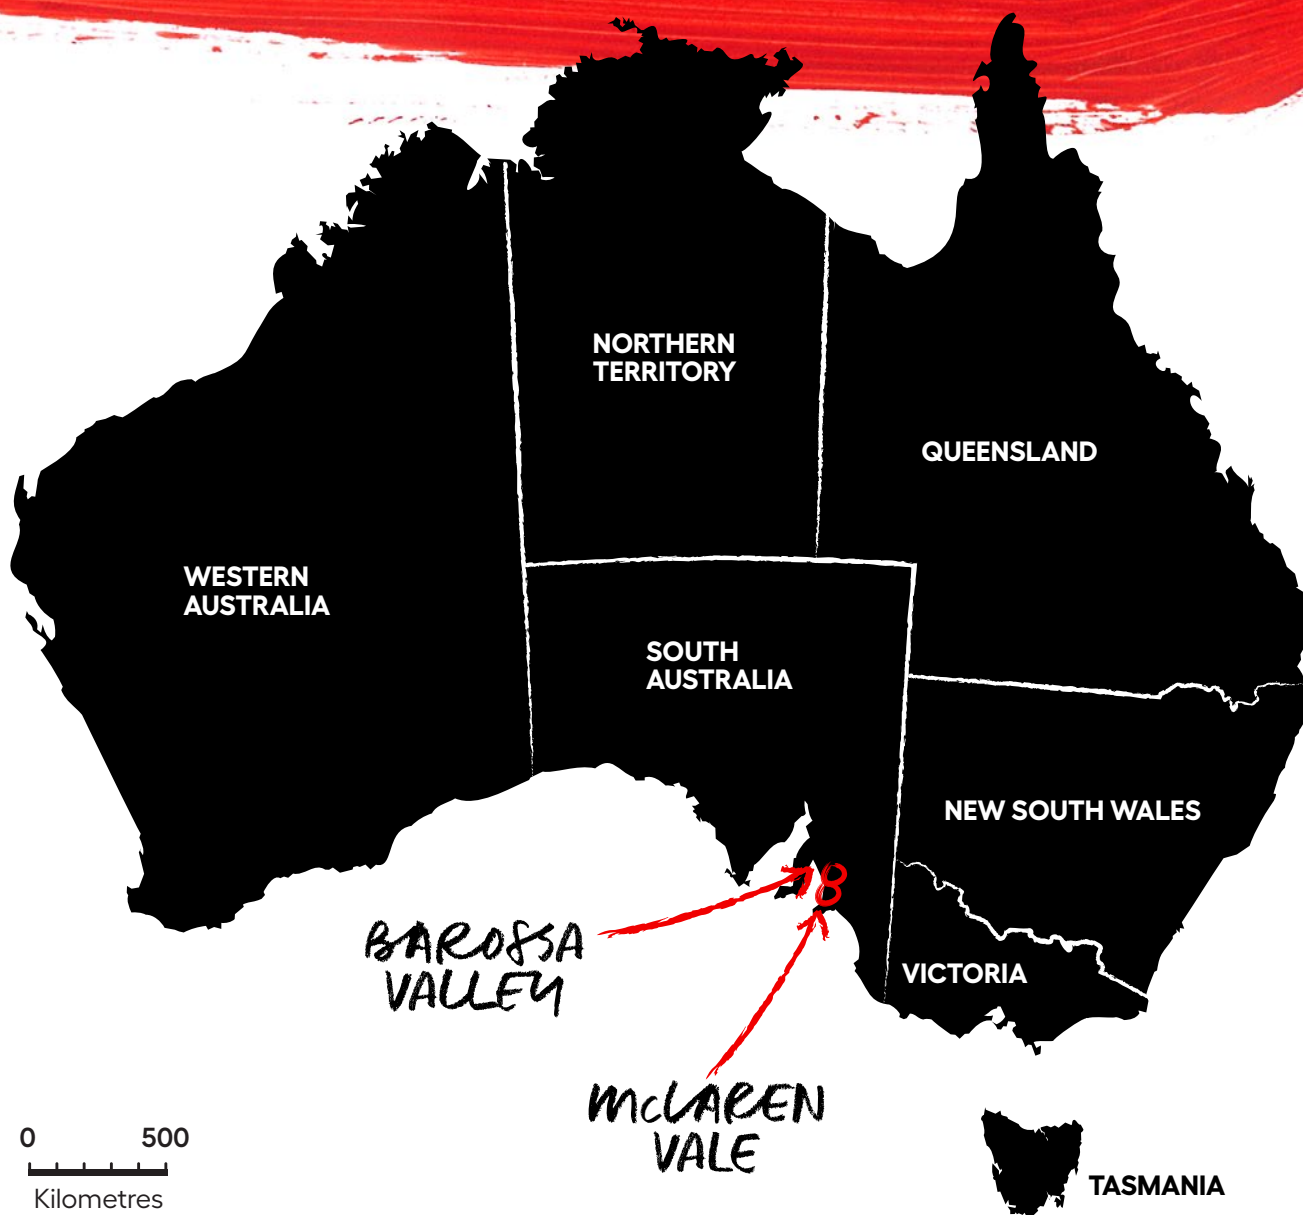 NORTHERN
TERRITORY
QUEENSLAND
WESTERN
AUSTRALIA
SOUTH
AUSTRALIA
NEW SOUTH WALES
BAROSSA
VALLEY
VICTORIA
McLAREN
VALE
0 500
Kilometres
TASMANIA